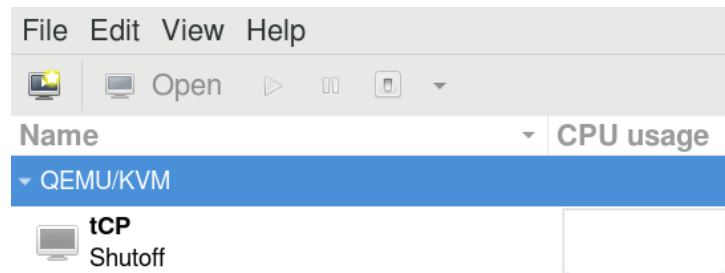 File Edit View Help
Open
Name CPU usage
QEMU/KVM
tCP
Shutoff